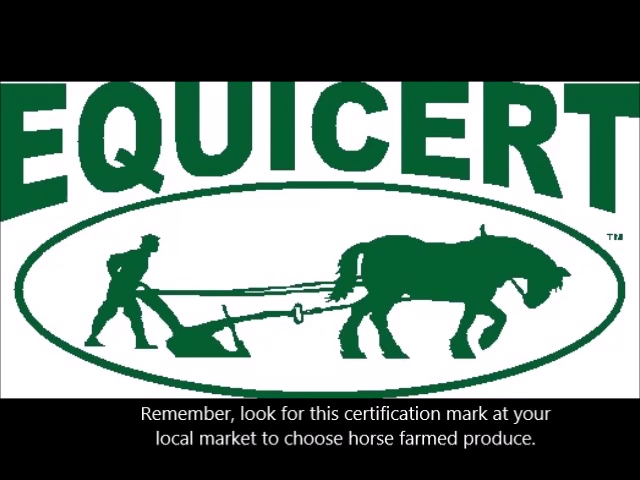 EQUICERT
TM
Remember, look for this certification mark at your
local market to choose horse farmed produce.